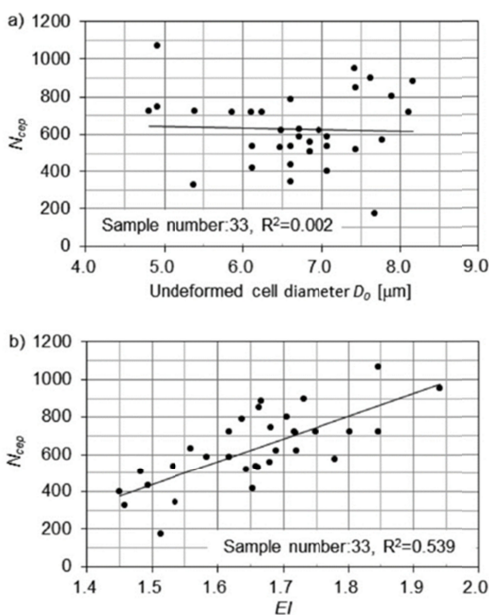 a)
1200
1000
800
600
400
200
0
N_cep
Sample number:33, R²=0.002
4.0 5.0 6.0 7.0 8.0 9.0
Undeformed cell diameter D₀ [μm]
b)
1200
1000
800
600
400
200
0
N_cep
Sample number:33, R²=0.539
1.4 1.5 1.6 1.7 1.8 1.9 2.0
EI